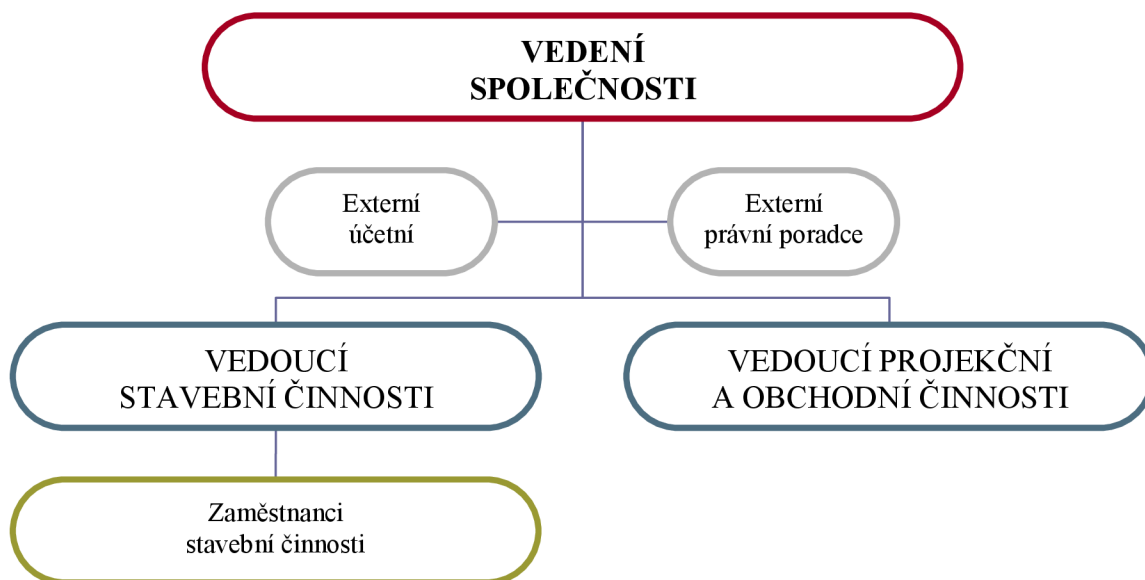 VEDENÍ
SPOLEČNOSTI
Externí
účetní
Externí
právní poradce
VEDOUCÍ
STAVEBNÍ ČINNOSTI
VEDOUCÍ PROJEKČNÍ
A OBCHODNÍ ČINNOSTI
Zaměstnanci
stavební činnosti